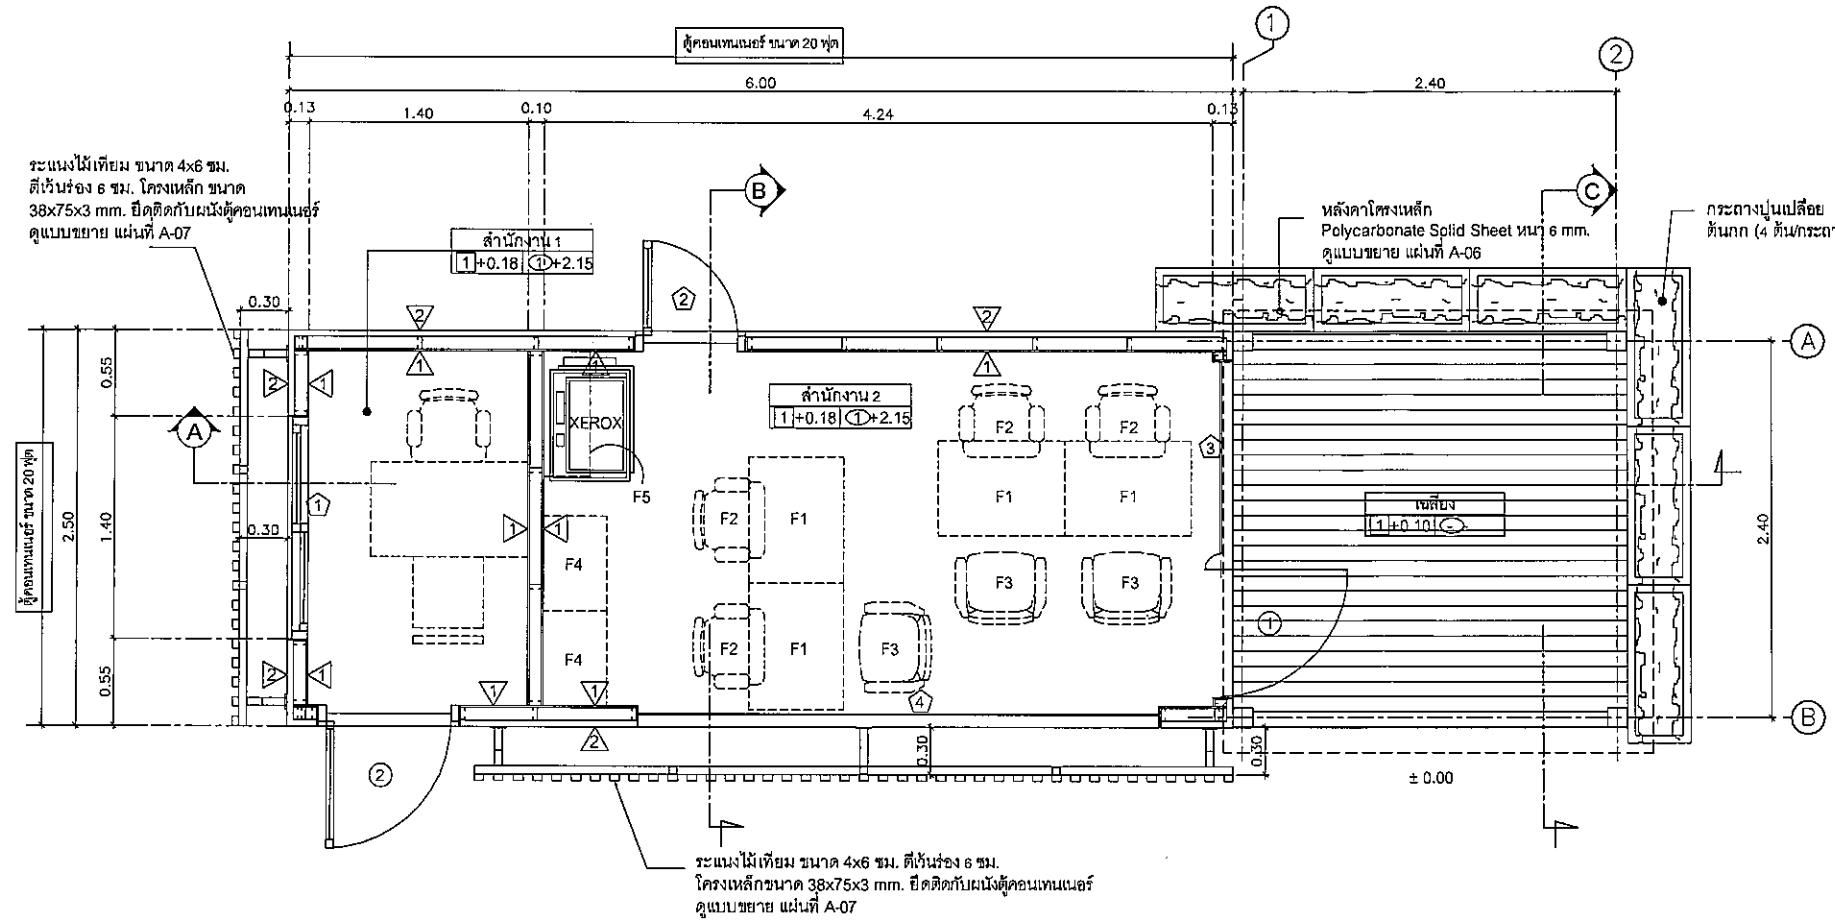 ตู้คอนเทนเนอร์ ขนาด 20 ฟุต
1
2
6.00
2.40
0.13
1.40
0.10
4.24
0.13
ระแนงไม้เทียม ขนาด 4x6 ซม.
ตีเว้นร่อง 6 ซม. โครงเหล็ก ขนาด
38x75x3 mm. ยึดติดกับผนังตู้คอนเทนเนอร์
ดูแบบขยาย แผ่นที่ A-07
B
C
หลังคาโครงเหล็ก
Polycarbonate Solid Sheet หนา 6 mm.
ดูแบบขยาย แผ่นที่ A-06
กระถางปูนเปลือย
ต้นกก (4 ต้น/กระถา
สำนักงาน 1
1 +0.18 1 +2.15
2
0.30
2
2
A
1
1
1
0.55
2
1
สำนักงาน 2
1 +0.18 1 +2.15
A
XEROX
F2
F2
3
F5
F1
F1
ตู้คอนเทนเนอร์ ขนาด 20 ฟุต
2.50
1.40
0.30
1
1
1
F2
F1
เฉลียง
1 +0.10 -
2.40
F4
F3
F3
1
F2
F1
F3
F4
0.55
2
1
1
1
4
B
2
2
0.30
0.30
± 0.00
ระแนงไม้เทียม ขนาด 4x6 ซม. ตีเว้นร่อง 6 ซม.
โครงเหล็กขนาด 38x75x3 mm. ยึดติดกับผนังตู้คอนเทนเนอร์
ดูแบบขยาย แผ่นที่ A-07